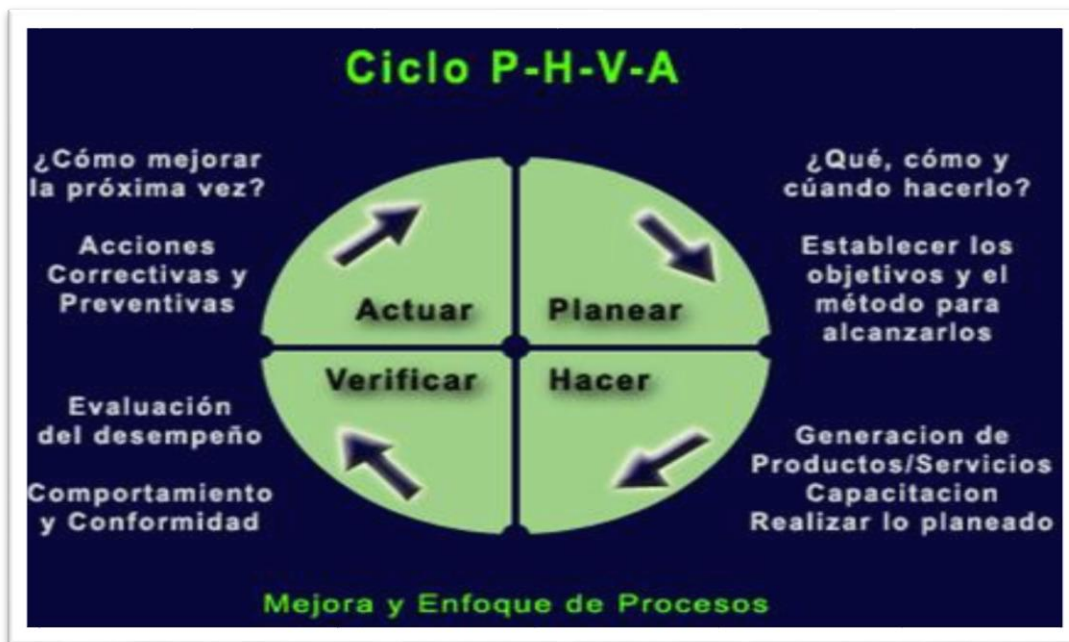 Ciclo P-H-V-A
¿Cómo mejorar
la próxima vez?
Acciones
Correctivas y
Preventivas
¿Qué, cómo y
cúando hacerlo?
Establecer los
objetivos y el
método para
alcanzarlos
Actuar
Planear
Verificar
Hacer
Evaluación
del desempeño
Comportamiento
y Conformidad
Generacion de
Productos/Servicios
Capacitacion
Realizar lo planeado
Mejora y Enfoque de Procesos